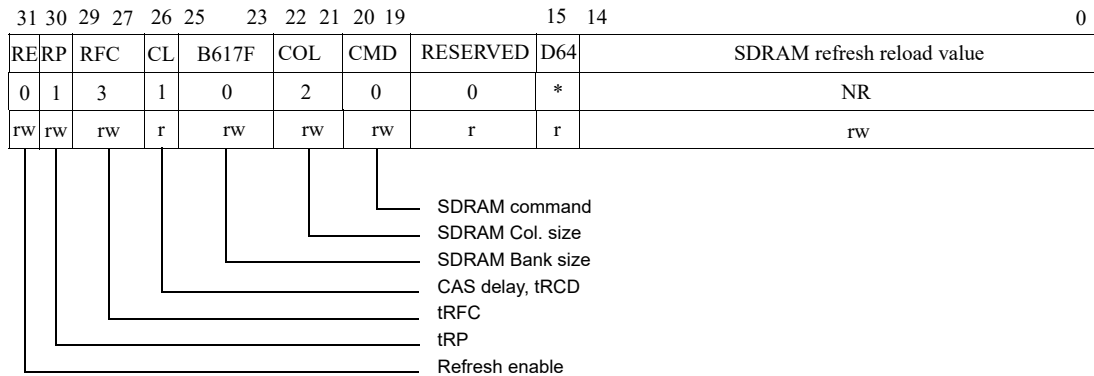 31 30 29 27 26 25 23 22 21 20 19 15 14 0
RE RP RFC CL B617F COL CMD RESERVED D64 SDRAM refresh reload value
0 1 3 1 0 2 0 0 * NR
rw rw rw r rw rw rw r r rw
SDRAM command
SDRAM Col. size
SDRAM Bank size
CAS delay, tRCD
tRFC
tRP
Refresh enable